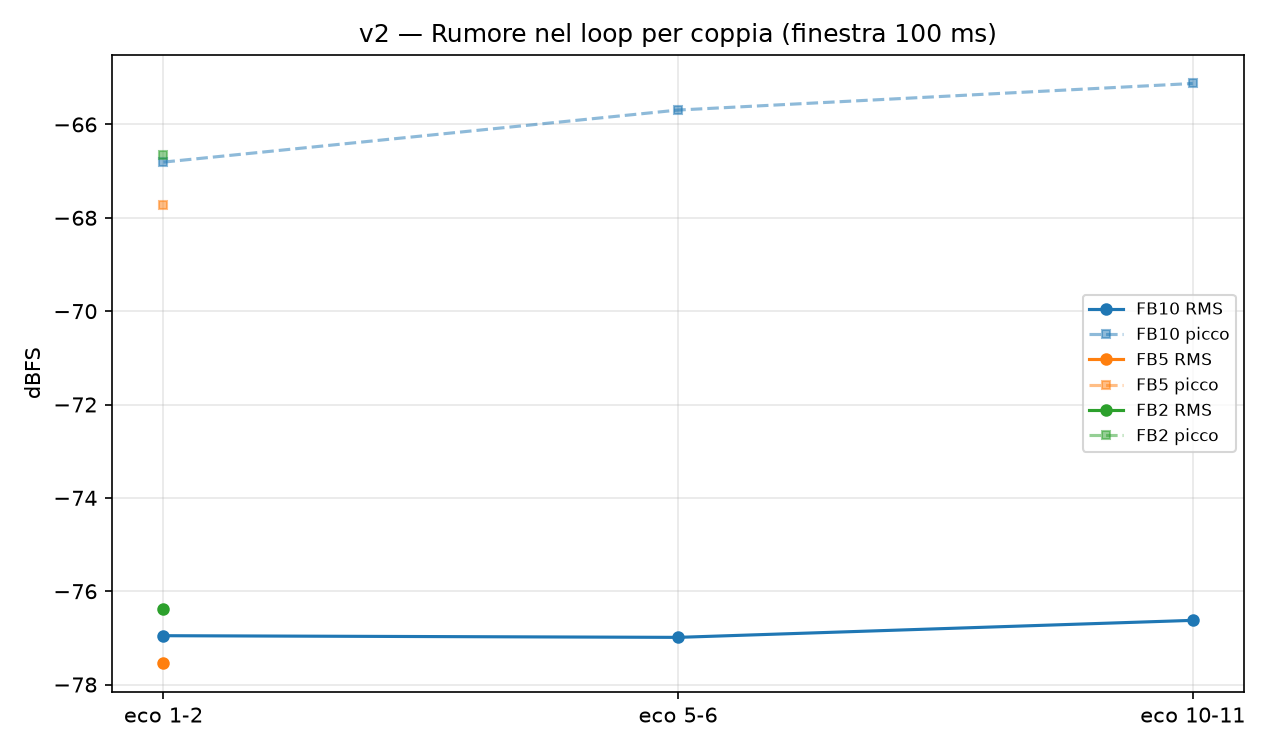 v2 — Rumore nel loop per coppia (finestra 100 ms)
dBFS
−66
−68
−70
−72
−74
−76
−78
FB10 RMS
FB10 picco
FB5 RMS
FB5 picco
FB2 RMS
FB2 picco
eco 1-2
eco 5-6
eco 10-11